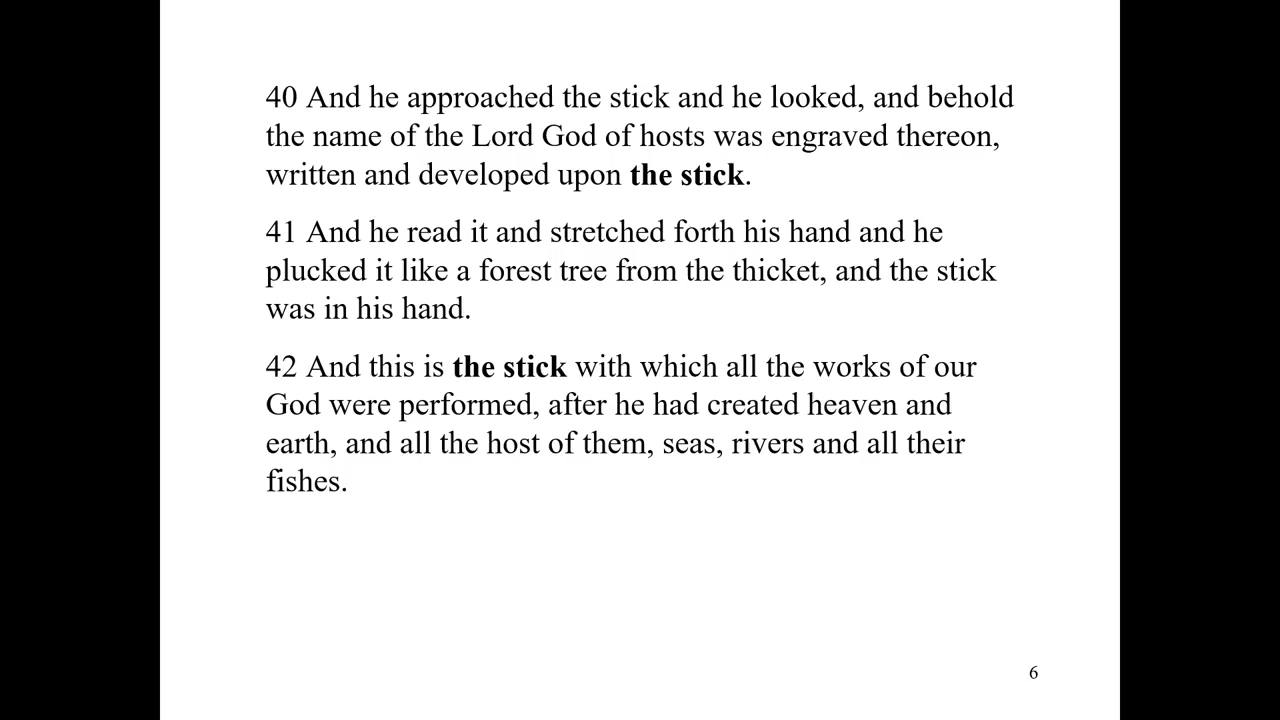 40 And he approached the stick and he looked, and behold
the name of the Lord God of hosts was engraved thereon,
written and developed upon the stick.
41 And he read it and stretched forth his hand and he
plucked it like a forest tree from the thicket, and the stick
was in his hand.
42 And this is the stick with which all the works of our
God were performed, after he had created heaven and
earth, and all the host of them, seas, rivers and all their
fishes.
6